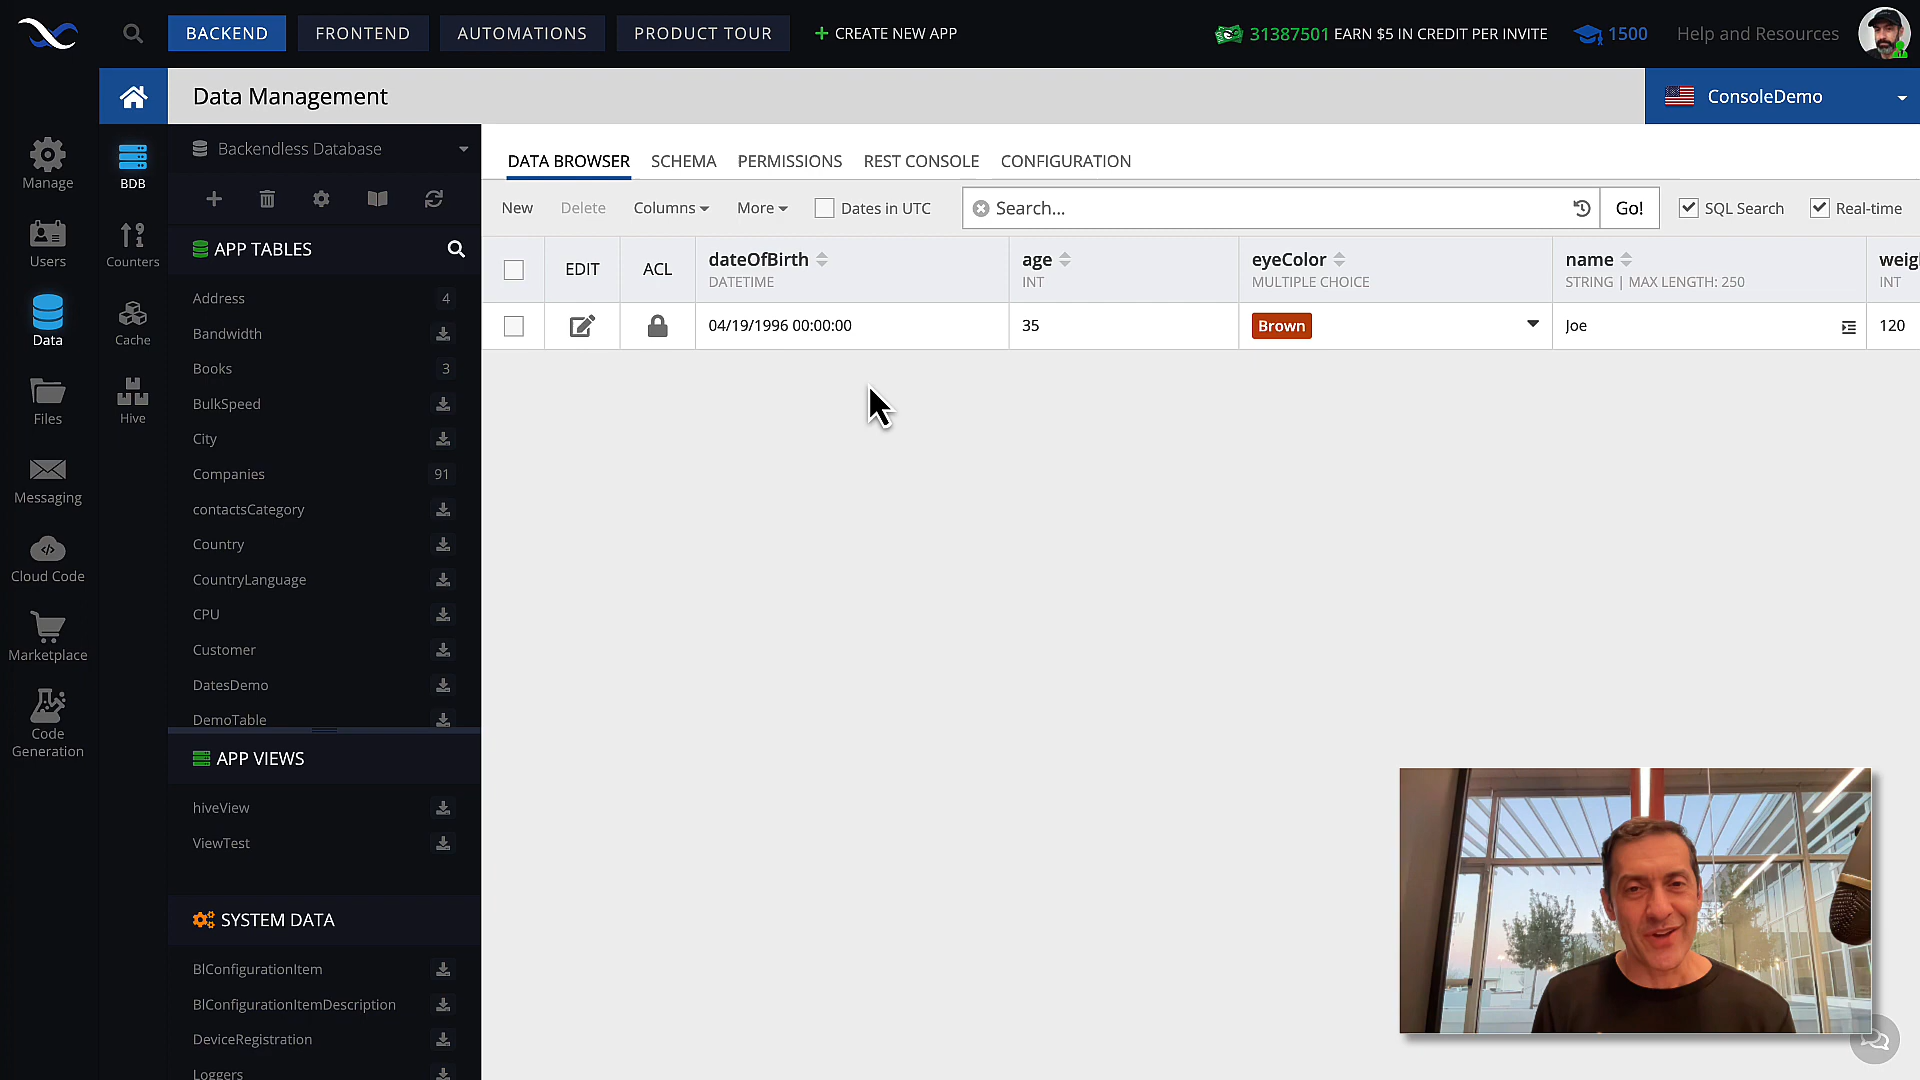 BACKEND
FRONTEND
AUTOMATIONS
PRODUCT TOUR
+ CREATE NEW APP
31387501 EARN $5 IN CREDIT PER INVITE
1500
Help and Resources
Data Management
ConsoleDemo
Manage
Users
Data
Files
Messaging
Cloud Code
Marketplace
Code
Generation
BDB
Counters
Cache
Hive
Backendless Database
APP TABLES
Address 4
Bandwidth
Books 3
BulkSpeed
City
Companies 91
contactsCategory
Country
CountryLanguage
CPU
Customer
DatesDemo
DemoTable
APP VIEWS
hiveView
ViewTest
SYSTEM DATA
BlConfigurationItem
BlConfigurationItemDescription
DeviceRegistration
Loggers
DATA BROWSER SCHEMA PERMISSIONS REST CONSOLE CONFIGURATION
New Delete Columns More Dates in UTC Search... Go! SQL Search Real-time
EDIT ACL dateOfBirth age eyeColor name weig
DATETIME INT MULTIPLE CHOICE STRING | MAX LENGTH: 250 INT
04/19/1996 00:00:00 35 Brown Joe 120